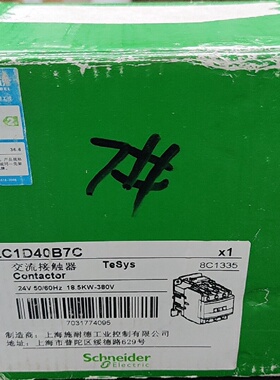 7#
.C1D40B7C x1
交流接触器 TeSys 8C1335
Contactor
24V 50/60Hz 18.5KW-380V
7031774095
制造商：上海施耐德工业控制有限公司
地址：上海市普陀区绥德路629号
Schneider
Electric